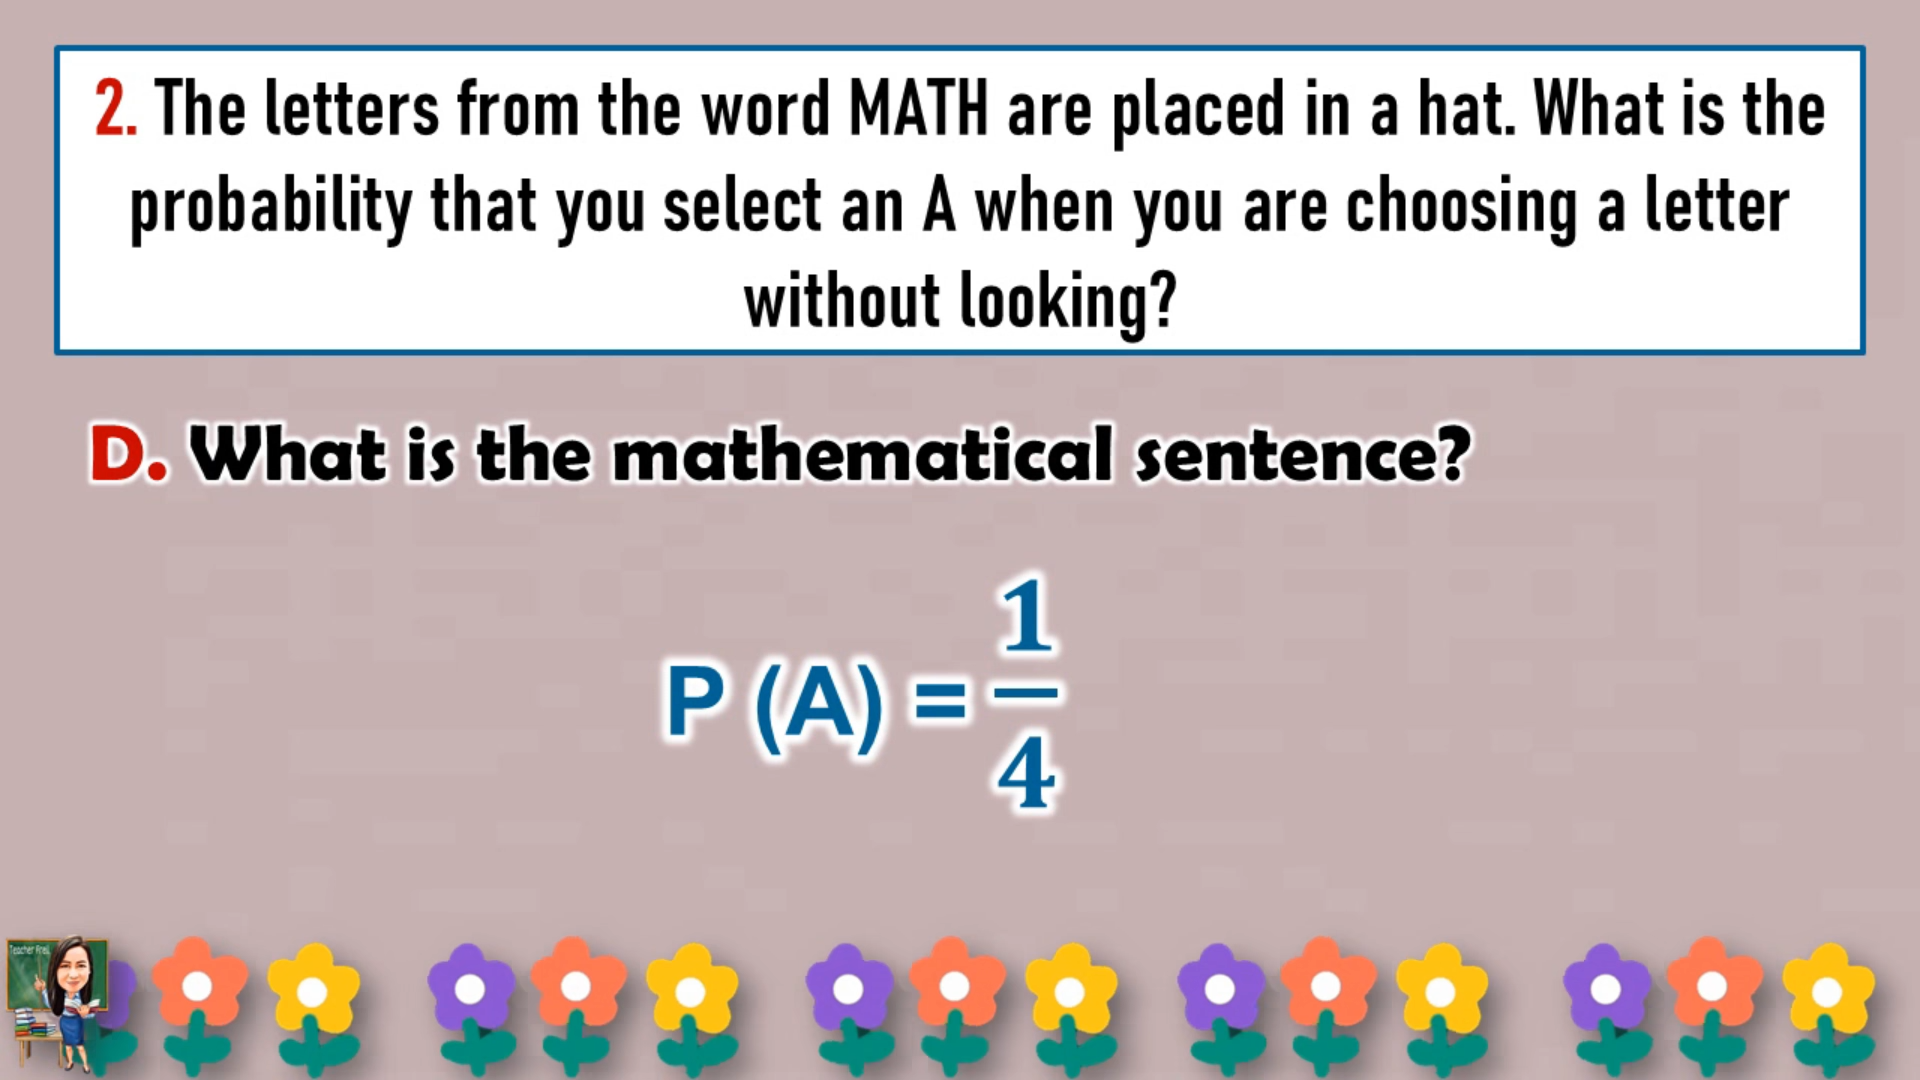 2. The letters from the word MATH are placed in a hat. What is the
probability that you select an A when you are choosing a letter
without looking?
D. What is the mathematical sentence?
P (A) = 1/4